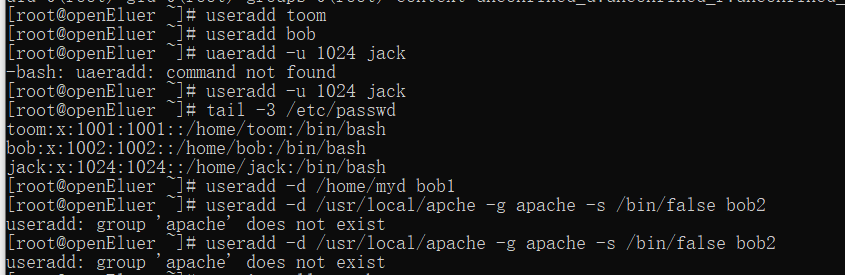 [root@openEluer ~]# useradd toom
[root@openEluer ~]# useradd bob
[root@openEluer ~]# uaeradd -u 1024 jack
-bash: uaeradd: command not found
[root@openEluer ~]# useradd -u 1024 jack
[root@openEluer ~]# tail -3 /etc/passwd
toom:x:1001:1001::/home/toom:/bin/bash
bob:x:1002:1002::/home/bob:/bin/bash
jack:x:1024:1024::/home/jack:/bin/bash
[root@openEluer ~]# useradd -d /home/myd bob1
[root@openEluer ~]# useradd -d /usr/local/apche -g apache -s /bin/false bob2
useradd: group 'apache' does not exist
[root@openEluer ~]# useradd -d /usr/local/apache -g apache -s /bin/false bob2
useradd: group 'apache' does not exist